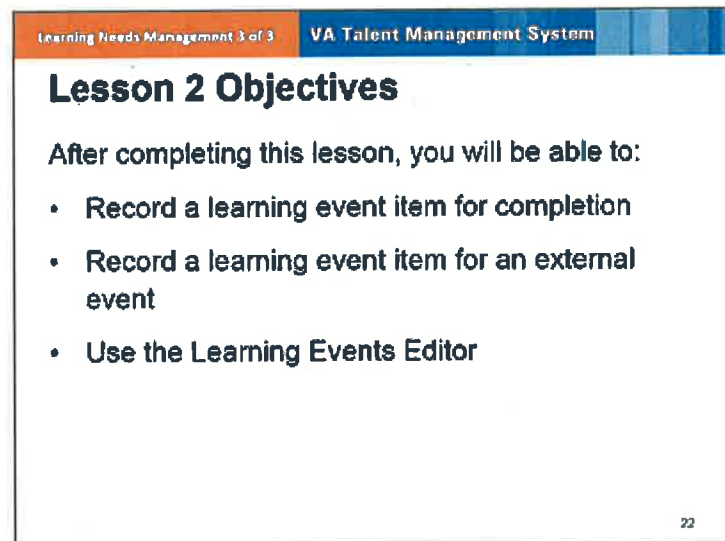 Learning Needs Management 3 of 3
VA Talent Management System
Lesson 2 Objectives
After completing this lesson, you will be able to:
• Record a learning event item for completion
• Record a learning event item for an external
event
• Use the Learning Events Editor
22